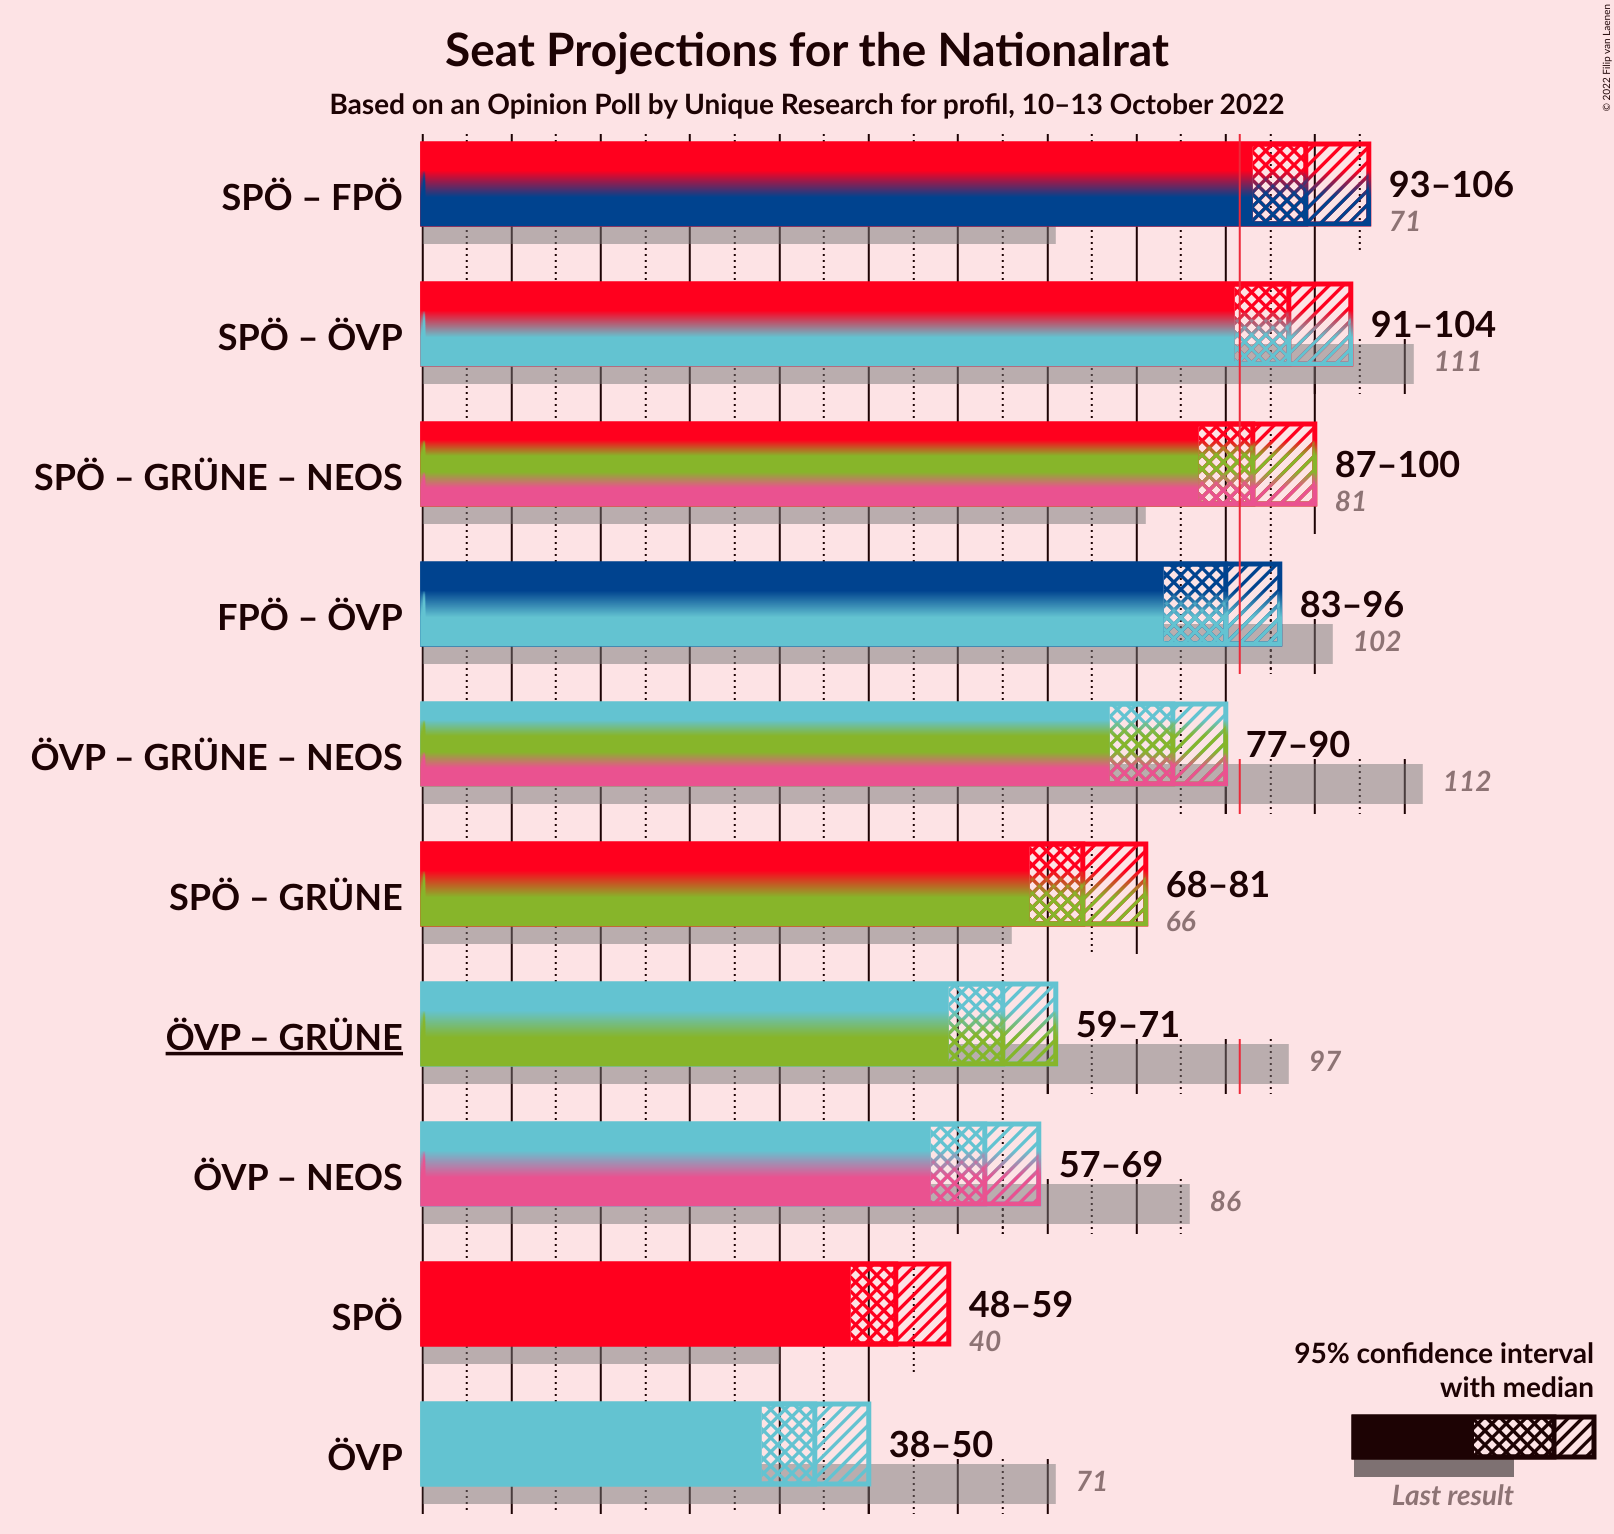 Seat Projections for the Nationalrat
Based on an Opinion Poll by Unique Research for profil, 10–13 October 2022
© 2022 Filip van Laenen
SPÖ – FPÖ
93–106
71
SPÖ – ÖVP
91–104
111
SPÖ – GRÜNE – NEOS
87–100
81
FPÖ – ÖVP
83–96
102
ÖVP – GRÜNE – NEOS
77–90
112
SPÖ – GRÜNE
68–81
66
ÖVP – GRÜNE
59–71
97
ÖVP – NEOS
57–69
86
SPÖ
48–59
40
ÖVP
38–50
71
95% confidence interval
with median
Last result